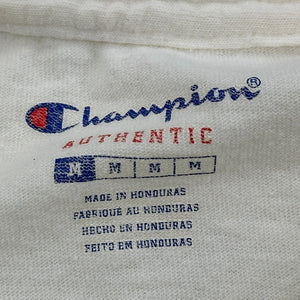 Champion®
AUTHENTIC
M M M M
MADE IN HONDURAS
FABRIQUÉ AU HONDURAS
HECHO EN HONDURAS
FEITO EM HONDURAS